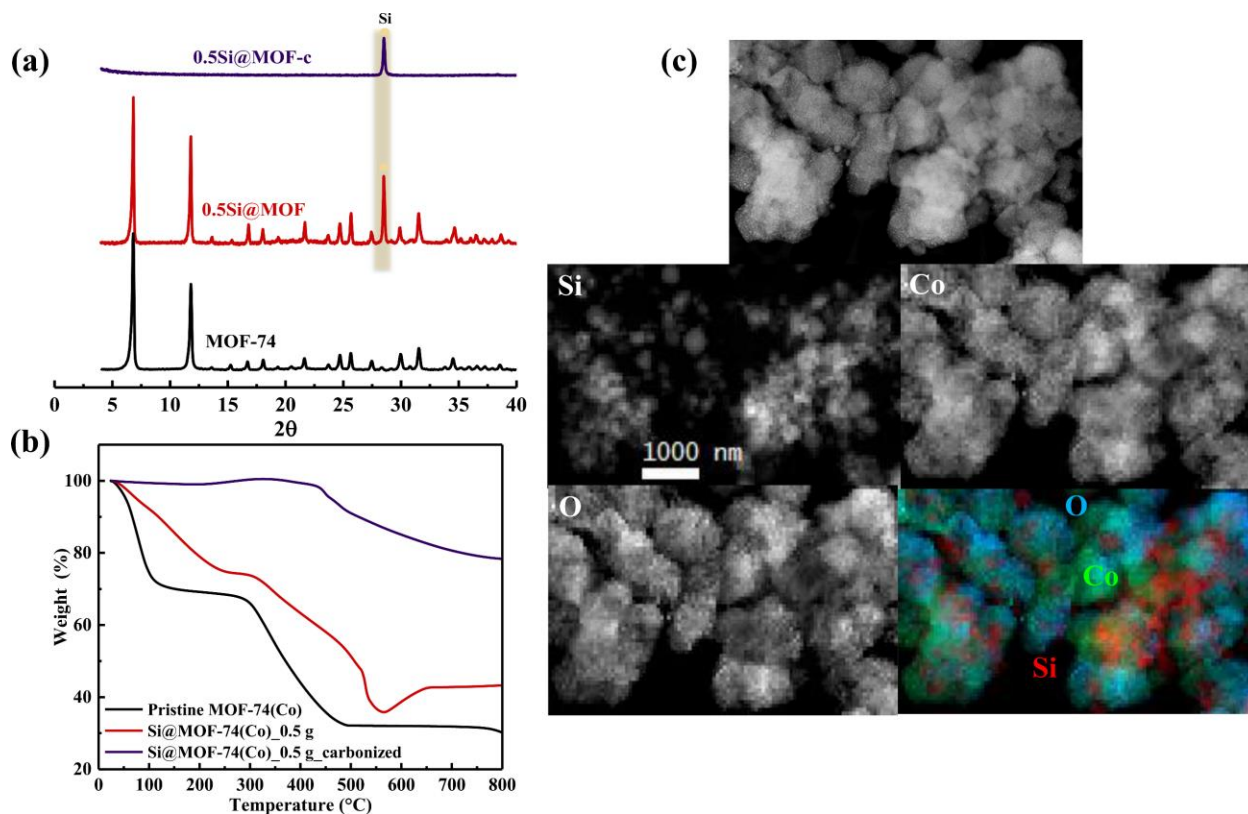 (a)
Si
0.5Si@MOF-c
0.5Si@MOF
MOF-74
0 5 10 15 20 25 30 35 40
2θ
(b)
100
80
60
40
20
Weight (%)
Pristine MOF-74(Co)
Si@MOF-74(Co)_0.5 g
Si@MOF-74(Co)_0.5 g_carbonized
0 100 200 300 400 500 600 700 800
Temperature (°C)
(c)
Si
1000 nm
Co
O
O
Co
Si